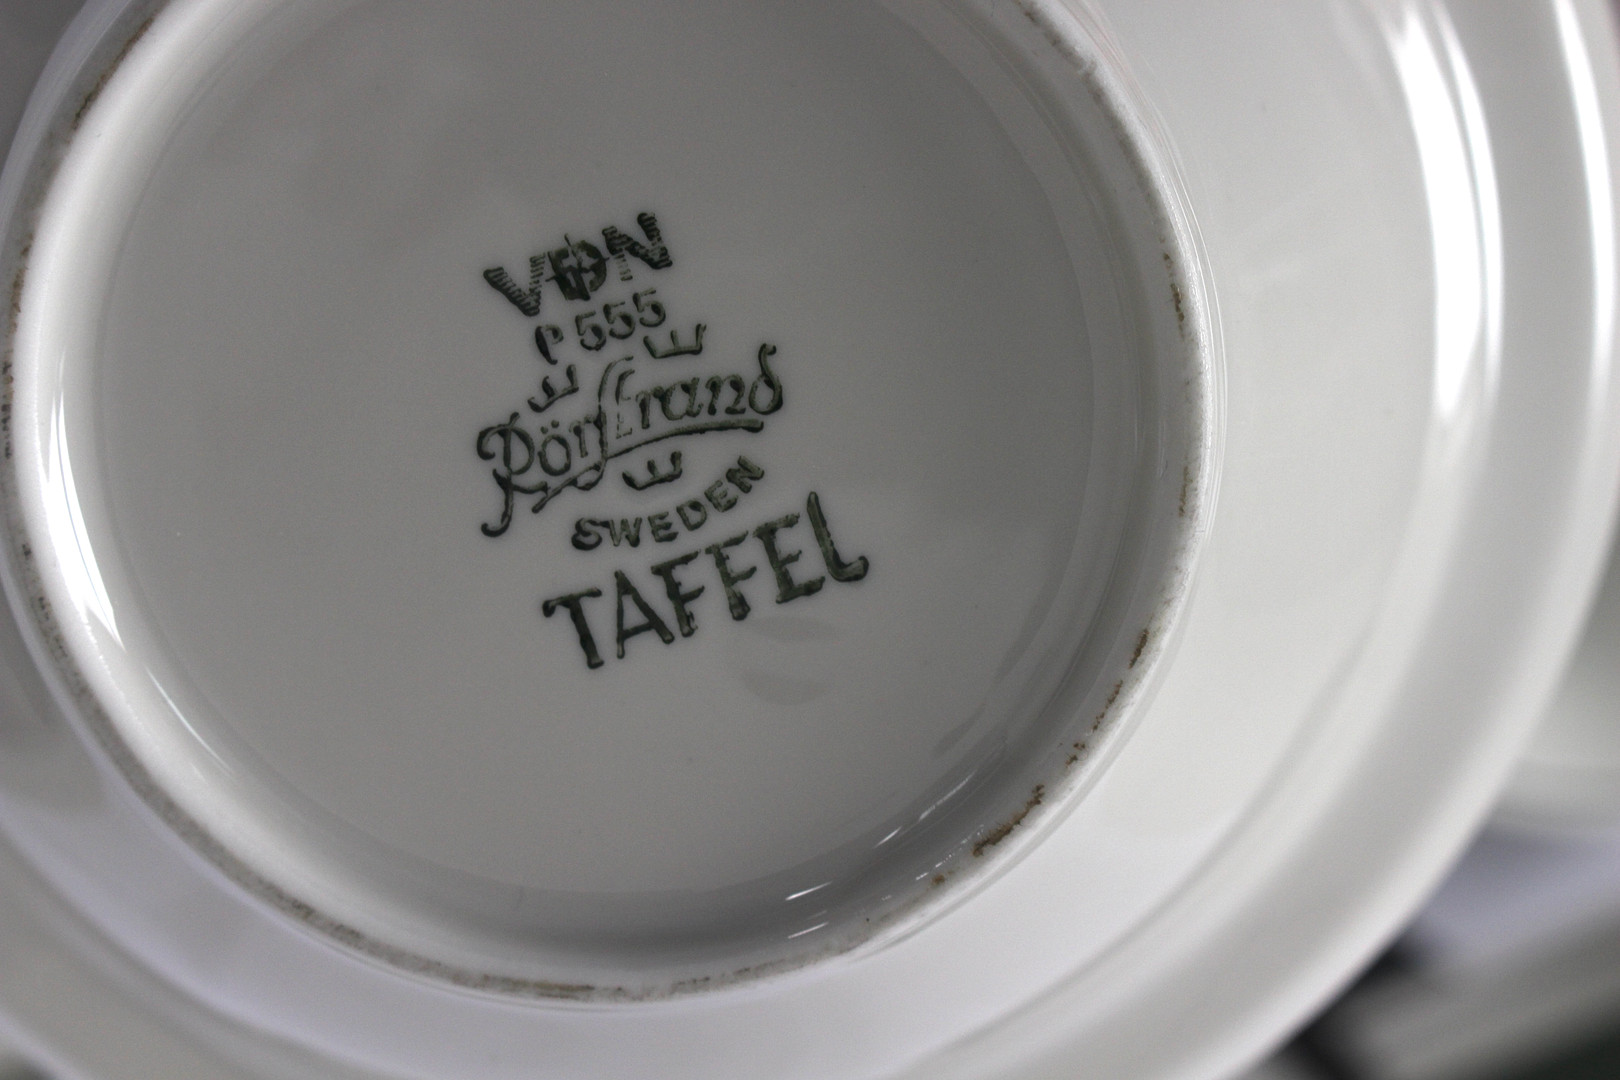 VDN
P 555
Rörstrand
SWEDEN
TAFFEL